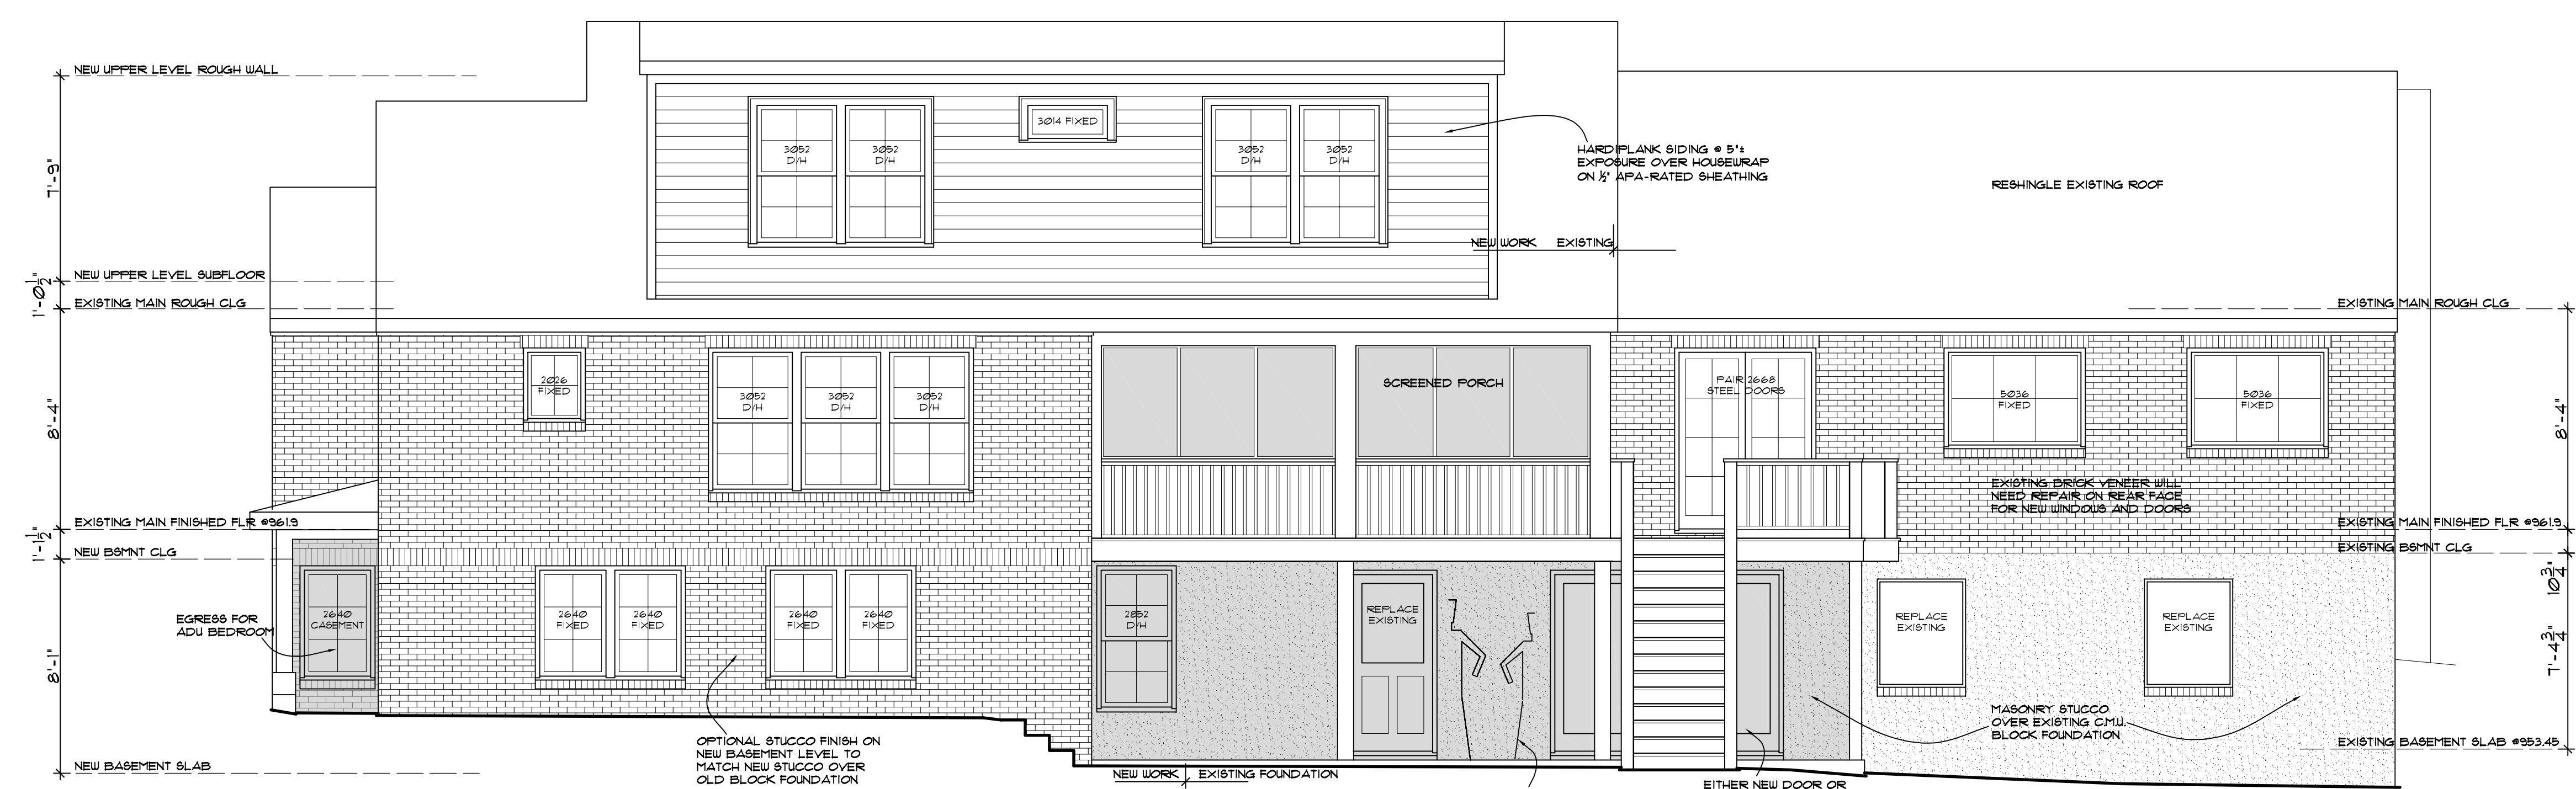 NEW UPPER LEVEL ROUGH WALL
7'-9"
3052
D/H
3052
D/H
3014 FIXED
3052
D/H
3052
D/H
HARDIPLANK SIDING @ 5"±
EXPOSURE OVER HOUSEWRAP
ON ½" APA-RATED SHEATHING
RESHINGLE EXISTING ROOF
NEW WORK EXISTING
NEW UPPER LEVEL SUBFLOOR
1'-0½"
EXISTING MAIN ROUGH CLG
EXISTING MAIN ROUGH CLG
8'-4"
2026
FIXED
3052
D/H
3052
D/H
3052
D/H
SCREENED PORCH
PAIR 2668
STEEL DOORS
5036
FIXED
5036
FIXED
8'-4"
EXISTING BRICK VENEER WILL
NEED REPAIR ON REAR FACE
FOR NEW WINDOWS AND DOORS
EXISTING MAIN FINISHED FLR @961.9
EXISTING MAIN FINISHED FLR @961.9
1'-1½"
NEW BSMNT CLG
EXISTING BSMNT CLG
10¾"
EGRESS FOR
ADU BEDROOM
2640
CASEMENT
2640
FIXED
2640
FIXED
2640
FIXED
2640
FIXED
2852
D/H
REPLACE
EXISTING
REPLACE
EXISTING
REPLACE
EXISTING
8'-1"
7'-4¾"
OPTIONAL STUCCO FINISH ON
NEW BASEMENT LEVEL TO
MATCH NEW STUCCO OVER
OLD BLOCK FOUNDATION
MASONRY STUCCO
OVER EXISTING C.M.U.
BLOCK FOUNDATION
EXISTING BASEMENT SLAB @953.45
NEW BASEMENT SLAB
NEW WORK EXISTING FOUNDATION
EITHER NEW DOOR OR